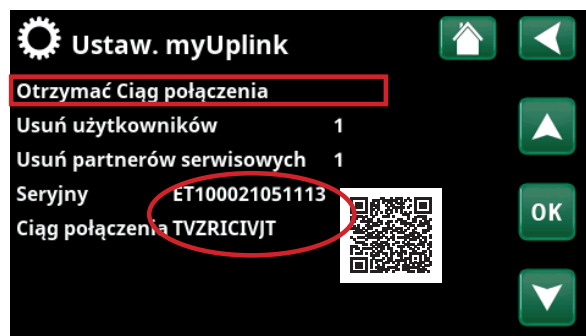 Ustaw. myUplink
Otrzymać Ciąg połączenia
Usuń użytkowników 1
Usuń partnerów serwisowych 1
Seryjny ET100021051113
OK
Ciąg połączenia TVZRICIVJT